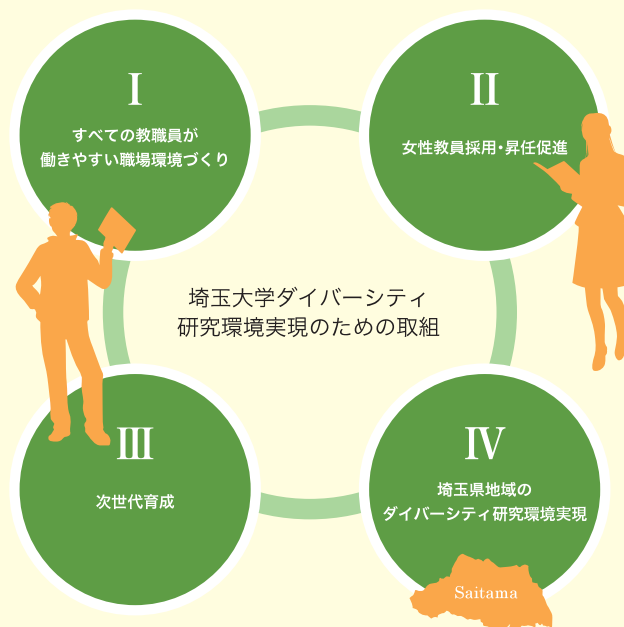 I
すべての教職員が
働きやすい職場環境づくり
II
女性教員採用・昇任促進
埼玉大学ダイバーシティ
研究環境実現のための取組
III
次世代育成
IV
埼玉県地域の
ダイバーシティ研究環境実現
Saitama